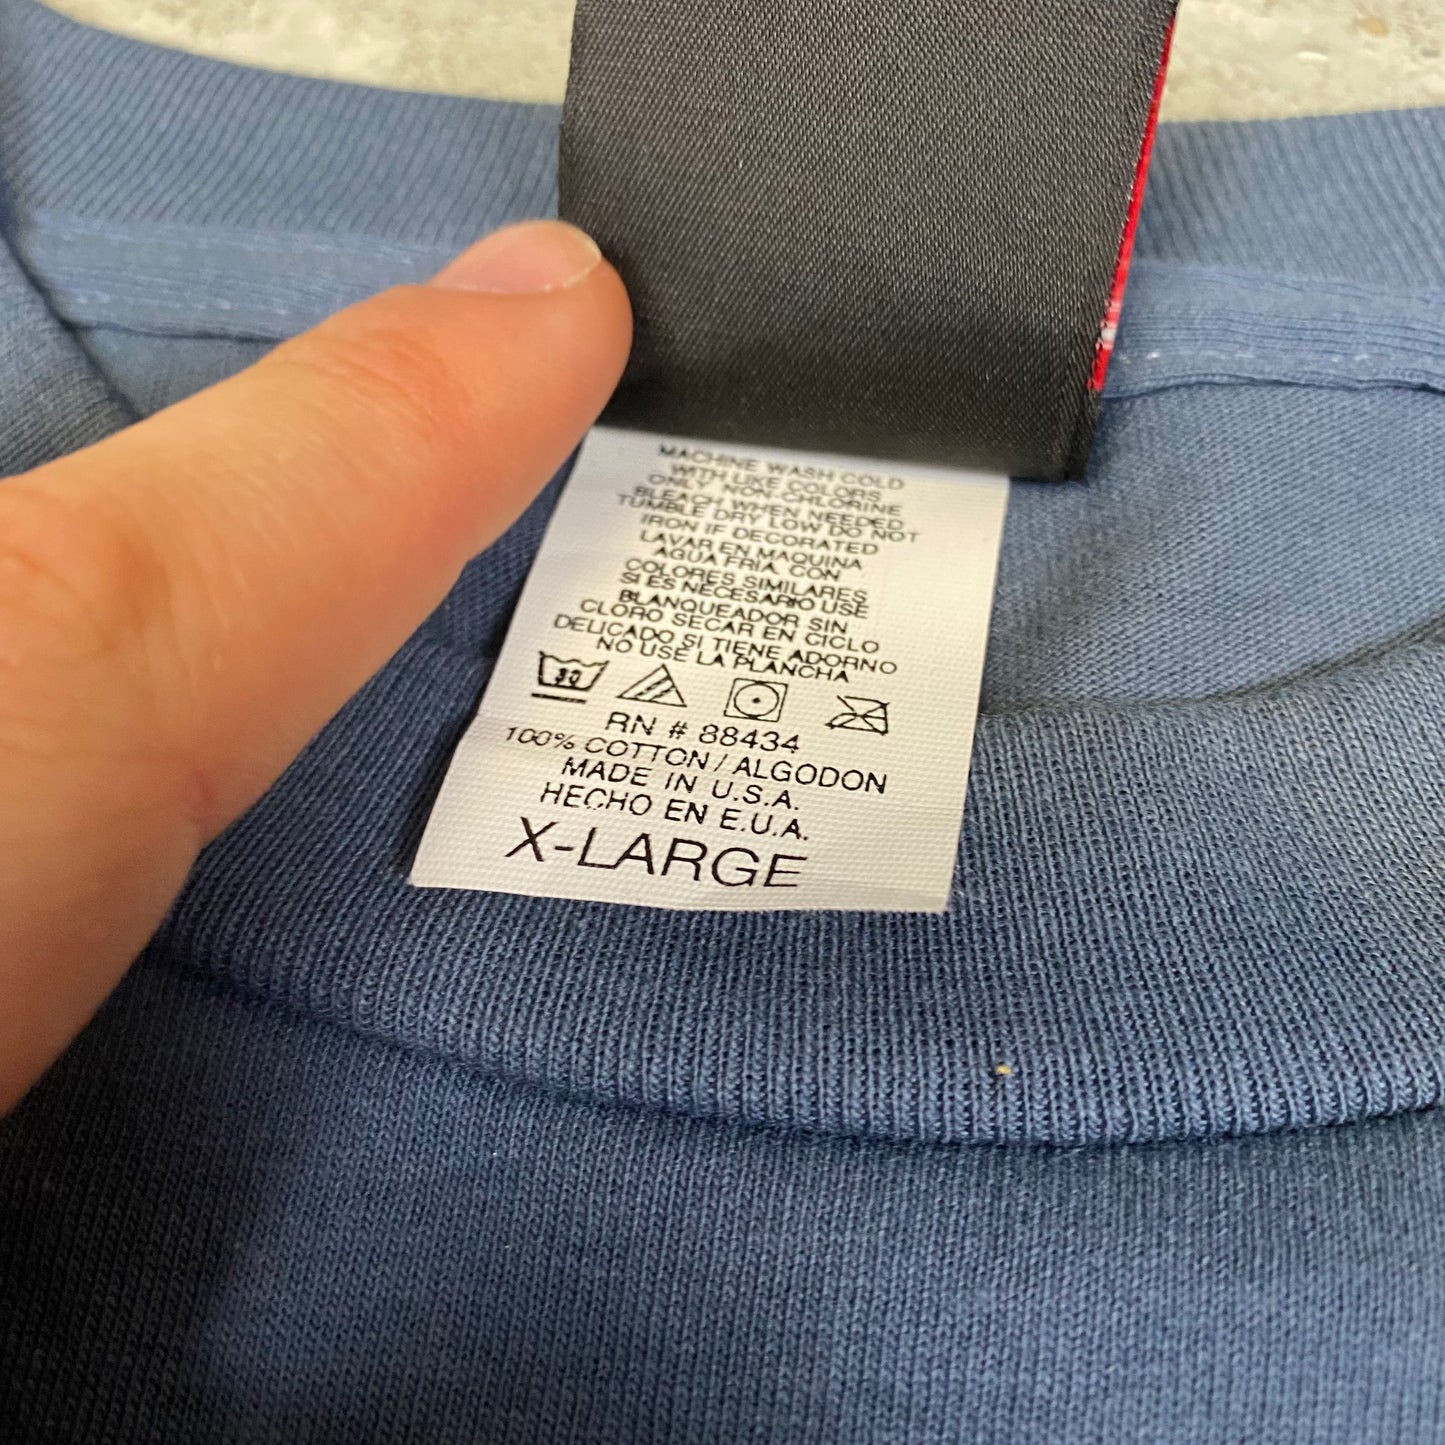 MACHINE WASH COLD
WITH LIKE COLORS
ONLY NON-CHLORINE
BLEACH WHEN NEEDED
TUMBLE DRY LOW DO NOT
IRON IF DECORATED
LAVAR EN MAQUINA
AGUA FRIA CON
COLORES SIMILARES
SI ES NECESARIO USE
BLANQUEADOR SIN
CLORO SECAR EN CICLO
DELICADO SI TIENE ADORNO
NO USE LA PLANCHA
30
RN # 88434
100% COTTON / ALGODON
MADE IN U.S.A.
HECHO EN E.U.A.
X-LARGE